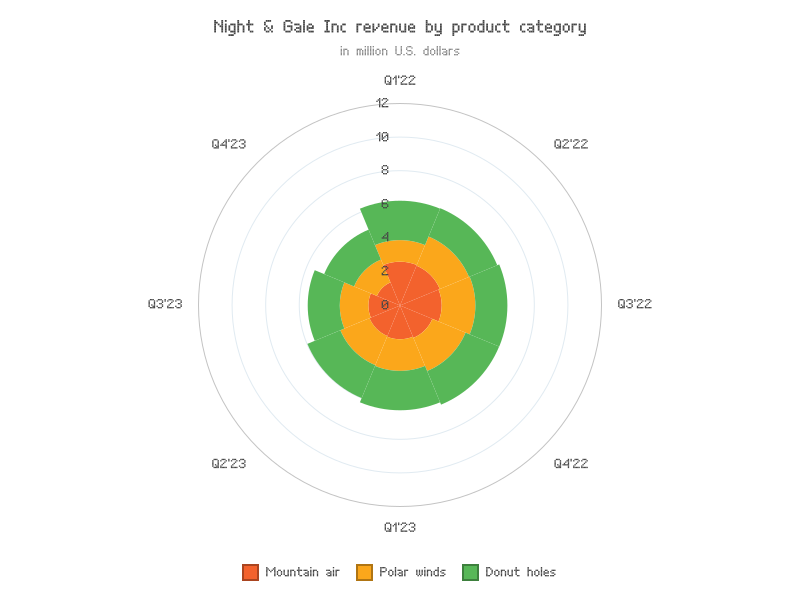 Night & Gale Inc revenue by product category
in million U.S. dollars
Q1'22
12
Q4'23
10
Q2'22
8
6
4
2
Q3'23
0
Q3'22
Q2'23
Q4'22
Q1'23
Mountain air Polar winds Donut holes